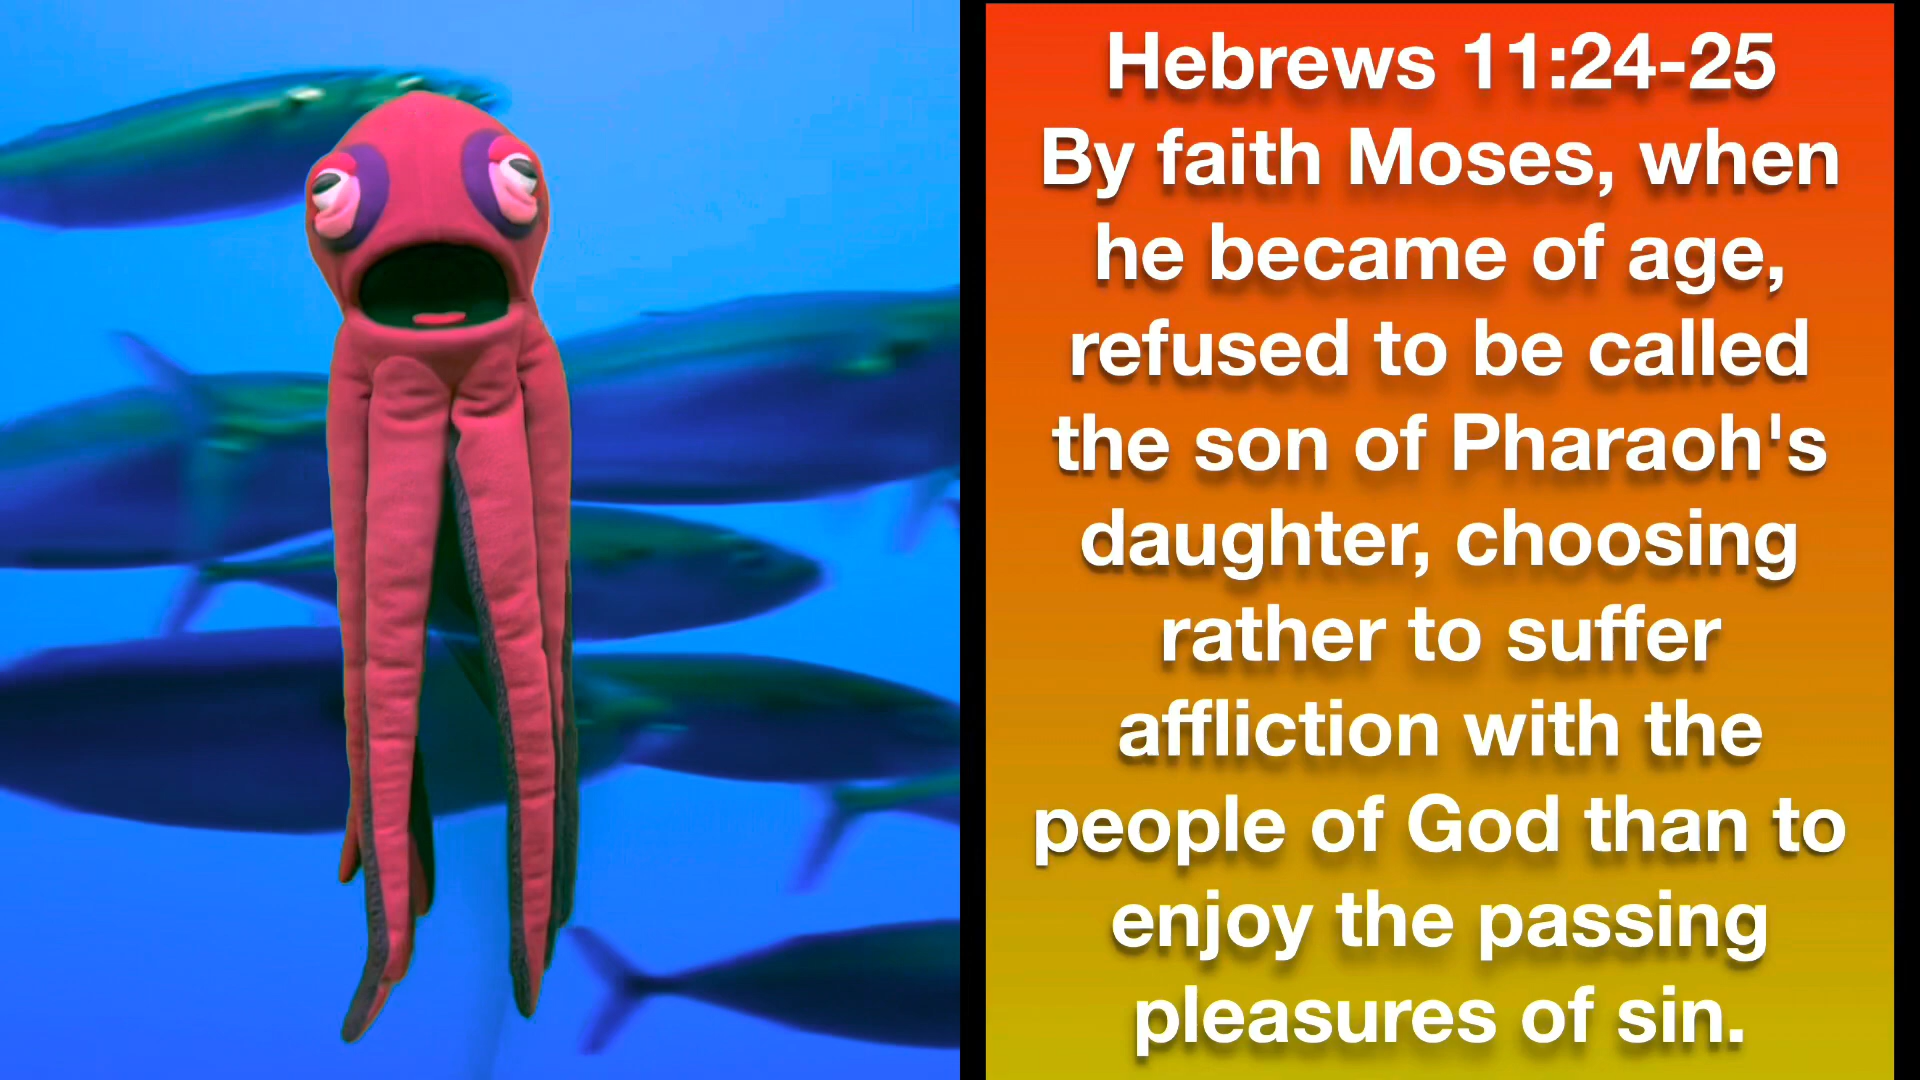 Hebrews 11:24-25
By faith Moses, when
he became of age,
refused to be called
the son of Pharaoh's
daughter, choosing
rather to suffer
affliction with the
people of God than to
enjoy the passing
pleasures of sin.